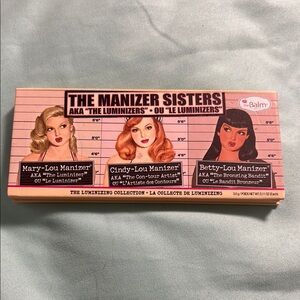 THE MANIZER SISTERS
AKA "THE LUMINIZERS" • OU "LE LUMINIZERS"
theBalm®
Mary-Lou Manizer®
AKA "The Luminizer"
OU "Le Luminizer"
Cindy-Lou Manizer®
AKA "The Con-tour Artist"
OU "L'Artiste des Contours"
Betty-Lou Manizer®
AKA "The Bronzing Bandit"
OU "Le Bandit Bronzeur"
THE LUMINIZING COLLECTION • LA COLLECTE DE LUMINIZING